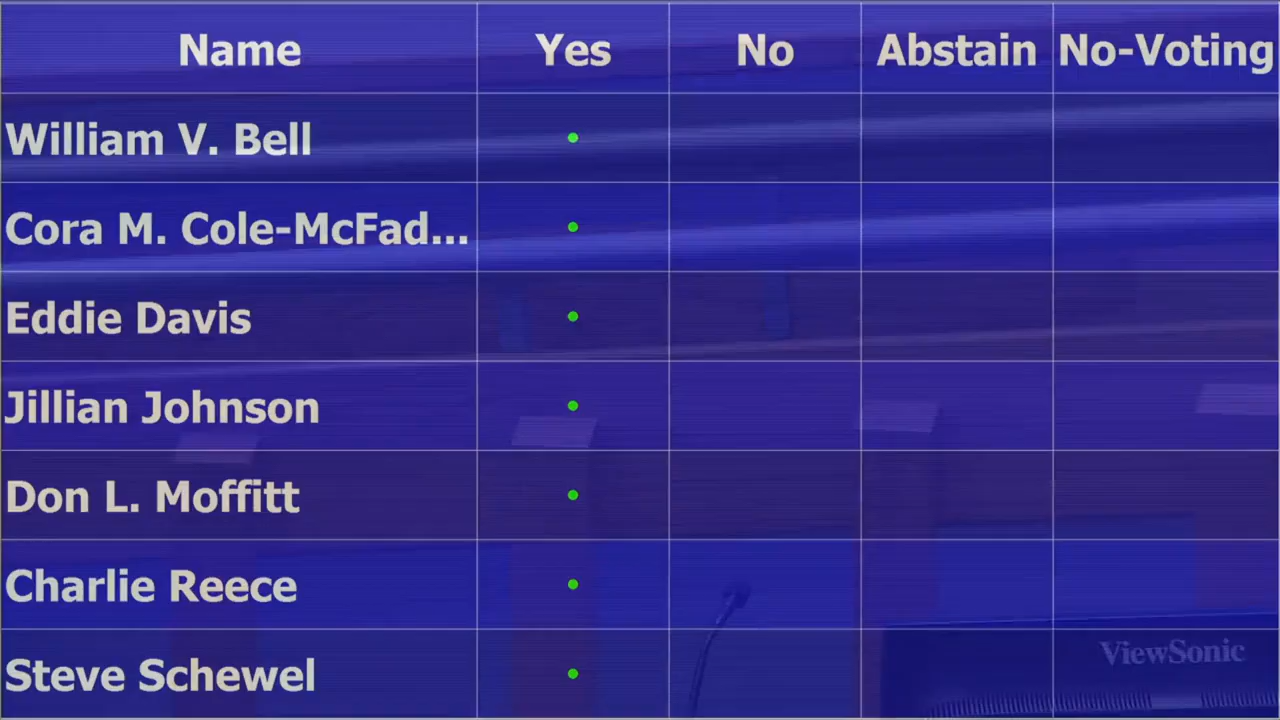 Name Yes No Abstain No-Voting
William V. Bell
Cora M. Cole-McFad...
Eddie Davis
Jillian Johnson
Don L. Moffitt
Charlie Reece
Steve Schewel
ViewSonic